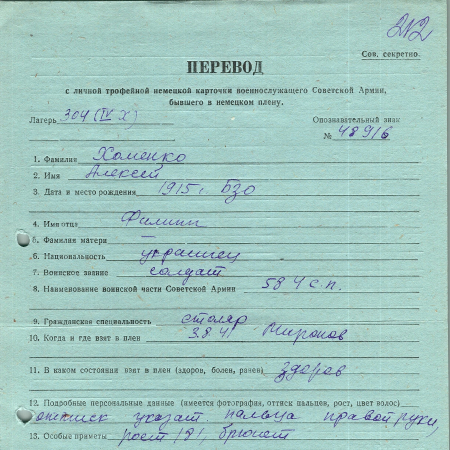 212
Сов. секретно.
ПЕРЕВОД
с личной трофейной немецкой карточки военнослужащего Советской Армии,
бывшего в немецком плену.
Лагерь 304 (IV X) Опознавательный знак
№ 48916
1. Фамилия Хоменко
2. Имя Алексей
3. Дата и место рождения 1915г. Бзо
4. Имя отца Филипп
5. Фамилия матери —
6. Национальность украинец
7. Воинское звание солдат
8. Наименование воинской части Советской Армии 584 с.п.
9. Гражданская специальность столяр
10. Когда и где взят в плен 3.8.41 Миронов
11. В каком состоянии взят в плен (здоров, болен, ранен) здоров
12. Подробные персональные данные (имеется фотография, оттиск пальцев, рост, цвет волос)
оттиск указат. пальца правой руки,
13. Особые приметы рост 181, брюнет